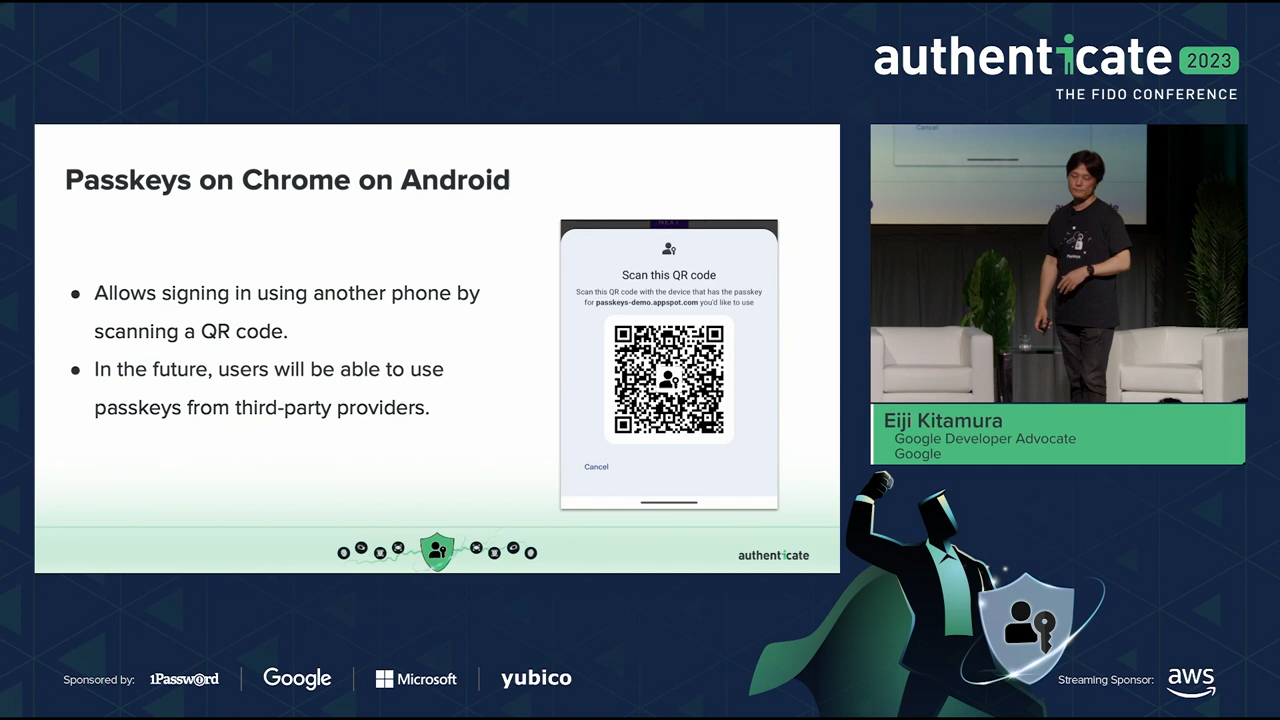 authenticate 2023
THE FIDO CONFERENCE
Passkeys on Chrome on Android
Allows signing in using another phone by
scanning a QR code.
In the future, users will be able to use
passkeys from third-party providers.
NEXT
Scan this QR code
Scan this QR code with the device that has the passkey
for passkeys-demo.appspot.com you'd like to use
Cancel
authenticate
Cancel
Passkeys
Eiji Kitamura
Google Developer Advocate
Google
Sponsored by:
1Password
Google
Microsoft
yubico
Streaming Sponsor:
aws